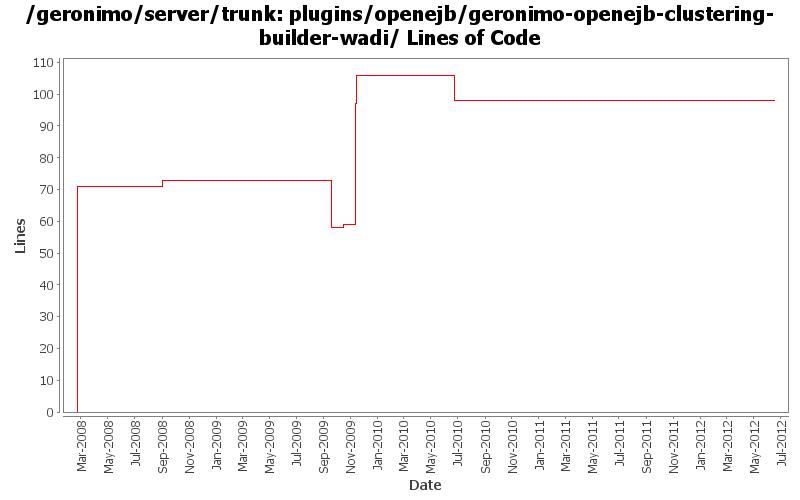 /geronimo/server/trunk: plugins/openejb/geronimo-openejb-clustering-
builder-wadi/ Lines of Code
110
100
90
80
70
60
50
40
30
20
10
0
Lines
Mar-2008
May-2008
Jul-2008
Sep-2008
Nov-2008
Jan-2009
Mar-2009
May-2009
Jul-2009
Sep-2009
Nov-2009
Jan-2010
Mar-2010
May-2010
Jul-2010
Sep-2010
Nov-2010
Jan-2011
Mar-2011
May-2011
Jul-2011
Sep-2011
Nov-2011
Jan-2012
Mar-2012
May-2012
Jul-2012
Date